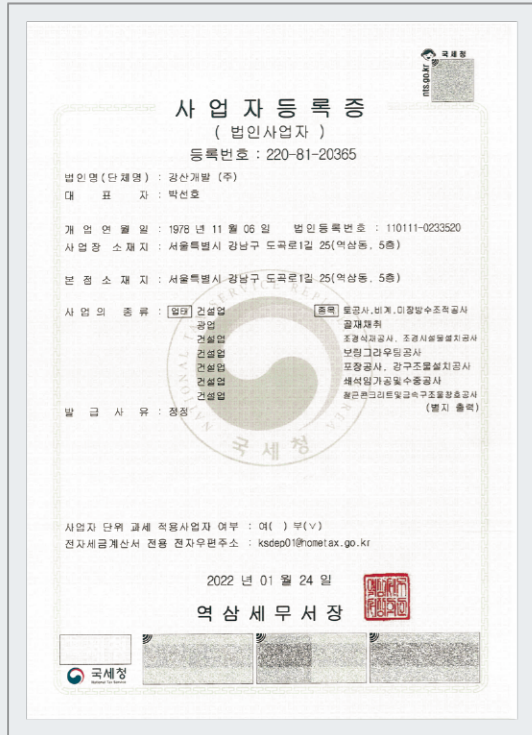 국세청
nts.go.kr
사업자등록증
( 법인사업자 )
등록번호 : 220-81-20365
법인명(단체명) : 강산개발 (주)
대 표 자 : 박선호
개 업 연 월 일 : 1978 년 11 월 06 일 법인등록번호 : 110111-0233520
사업장 소재지 : 서울특별시 강남구 도곡로1길 25(역삼동, 5층)
본 점 소 재 지 : 서울특별시 강남구 도곡로1길 25(역삼동, 5층)
사 업 의 종 류 : 업태 건설업 종목 토공사,비계,미장방수조적공사
광업 골재채취
건설업 조경식재공사, 조경시설물설치공사
건설업 보링그라우팅공사
건설업 포장공사, 강구조물설치공사
건설업 쇄석임가공및수중공사
건설업 철근콘크리트및금속구조물창호공사
발 급 사 유 : 정정 (별지 출력)
NATIONAL TAX SERVICE REPUBLIC OF KOREA
국세청
사업자 단위 과세 적용사업자 여부 : 여( ) 부(∨)
전자세금계산서 전용 전자우편주소 : ksdep01@hometax.go.kr
2022 년 01 월 24 일
역삼세무서장
국세청
National Tax Service